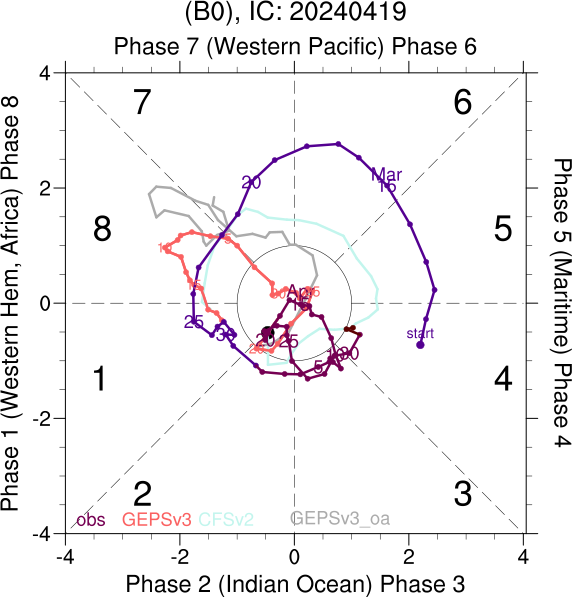 (B0), IC: 20240419
Phase 7 (Western Pacific) Phase 6
Phase 1 (Western Hem, Africa) Phase 8
Phase 5 (Maritime) Phase 4
4
2
0
-2
-4
7
6
8
5
1
4
2
3
20
Mar
15
25
start
Apr
20
25
5
30
obs GEPSv3 CFSv2 GEPSv3_oa
-4 -2 0 2 4
Phase 2 (Indian Ocean) Phase 3